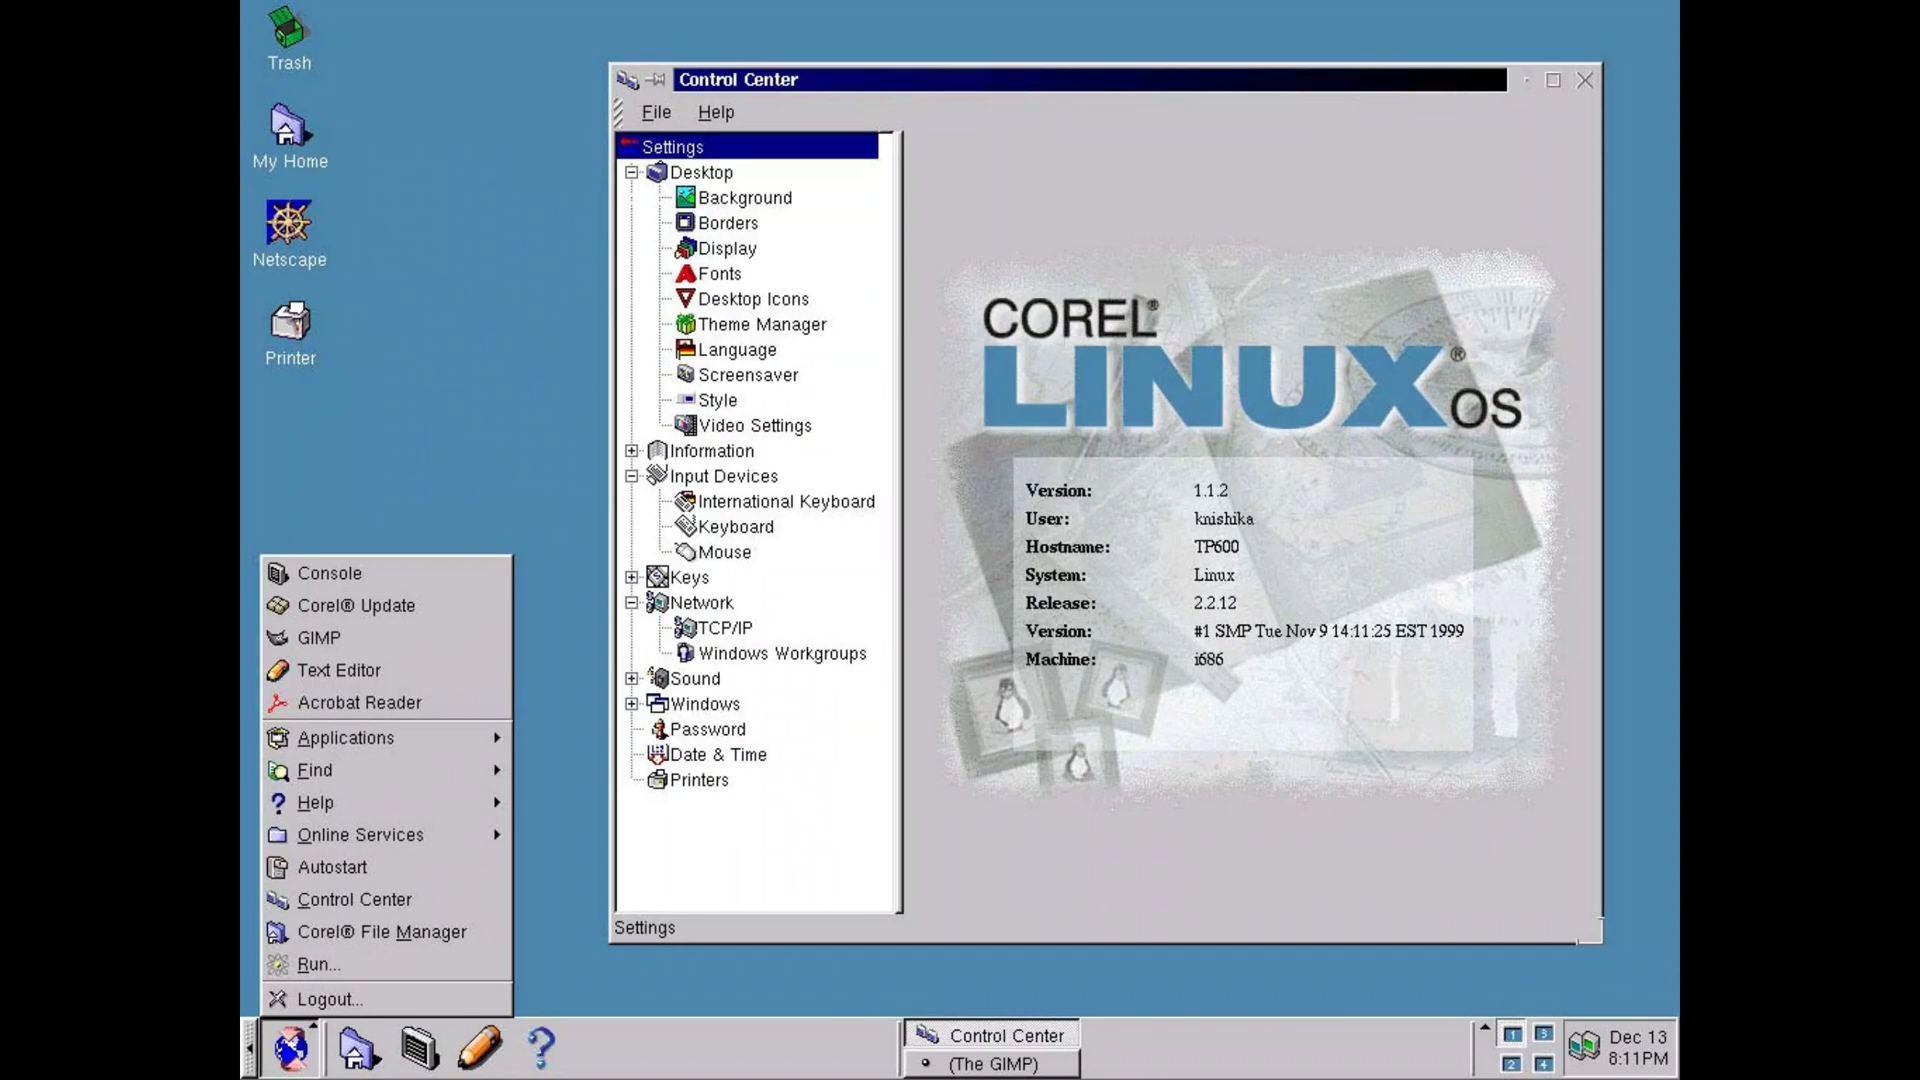 Trash
My Home
Netscape
Printer
Control Center
File Help
Settings
Desktop
Background
Borders
Display
Fonts
Desktop Icons
Theme Manager
Language
Screensaver
Style
Video Settings
Information
Input Devices
International Keyboard
Keyboard
Mouse
Keys
Network
TCP/IP
Windows Workgroups
Sound
Windows
Password
Date & Time
Printers
Settings
COREL®
LINUX®
OS
Version: 1.1.2
User: knishika
Hostname: TP600
System: Linux
Release: 2.2.12
Version: #1 SMP Tue Nov 9 14:11:25 EST 1999
Machine: i686
Console
Corel® Update
GIMP
Text Editor
Acrobat Reader
Applications
Find
Help
Online Services
Autostart
Control Center
Corel® File Manager
Run...
Logout...
Control Center
(The GIMP)
1 3
2 4
Dec 13
8:11PM